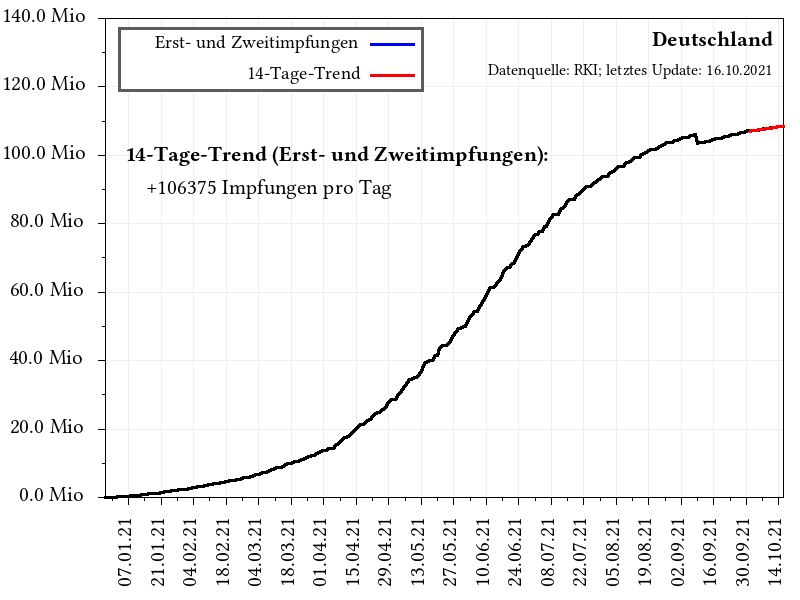 140.0 Mio
120.0 Mio
100.0 Mio
80.0 Mio
60.0 Mio
40.0 Mio
20.0 Mio
0.0 Mio
Erst- und Zweitimpfungen
14-Tage-Trend
Deutschland
Datenquelle: RKI; letztes Update: 16.10.2021
14-Tage-Trend (Erst- und Zweitimpfungen):
+106375 Impfungen pro Tag
07.01.21
21.01.21
04.02.21
18.02.21
04.03.21
18.03.21
01.04.21
15.04.21
29.04.21
13.05.21
27.05.21
10.06.21
24.06.21
08.07.21
22.07.21
05.08.21
19.08.21
02.09.21
16.09.21
30.09.21
14.10.21